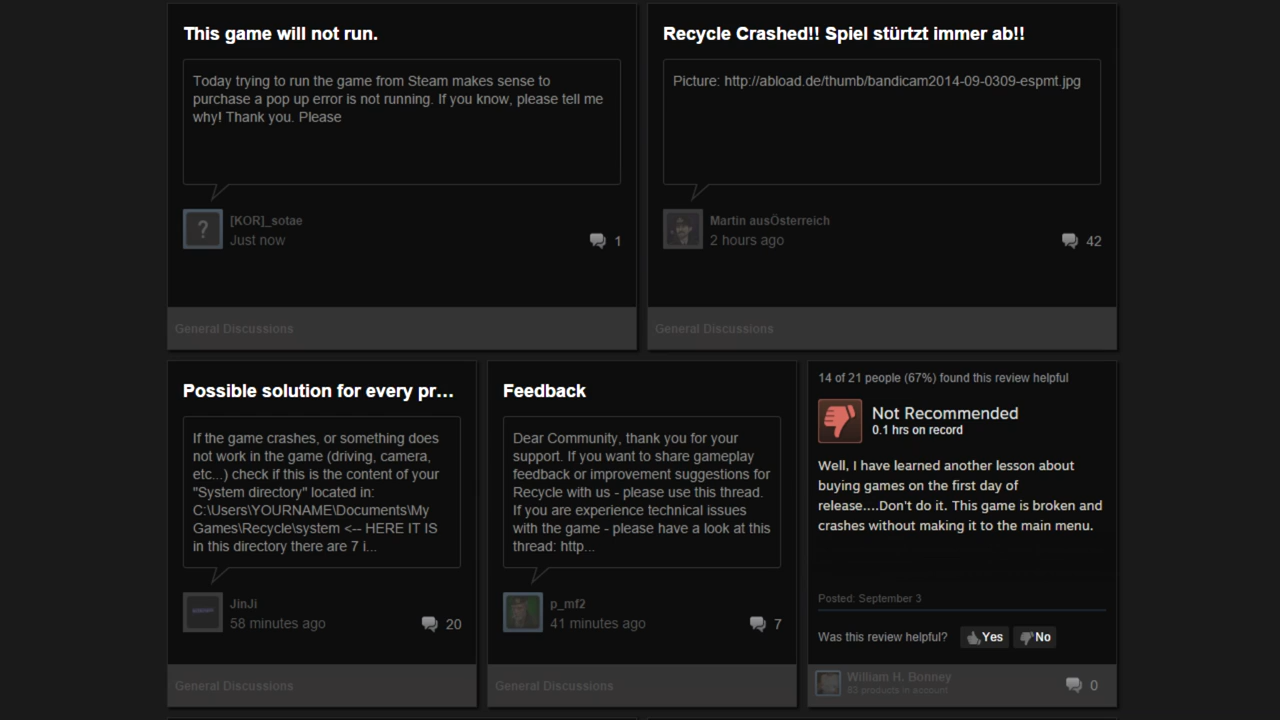 This game will not run.
Today trying to run the game from Steam makes sense to
purchase a pop up error is not running. If you know, please tell me
why! Thank you. Please
?
[KOR]_sotae
Just now
1
General Discussions
Recycle Crashed!! Spiel stürtzt immer ab!!
Picture: http://abload.de/thumb/bandicam2014-09-0309-espmt.jpg
Martin ausÖsterreich
2 hours ago
42
General Discussions
Possible solution for every pr...
If the game crashes, or something does
not work in the game (driving, camera,
etc...) check if this is the content of your
"System directory" located in:
C:\Users\YOURNAME\Documents\My
Games\Recycle\system <-- HERE IT IS
in this directory there are 7 i...
JinJi
58 minutes ago
20
General Discussions
Feedback
Dear Community, thank you for your
support. If you want to share gameplay
feedback or improvement suggestions for
Recycle with us - please use this thread.
If you are experience technical issues
with the game - please have a look at this
thread: http...
p_mf2
41 minutes ago
7
General Discussions
14 of 21 people (67%) found this review helpful
Not Recommended
0.1 hrs on record
Well, I have learned another lesson about
buying games on the first day of
release....Don't do it. This game is broken and
crashes without making it to the main menu.
Posted: September 3
Was this review helpful? Yes No
William H. Bonney
83 products in account
0